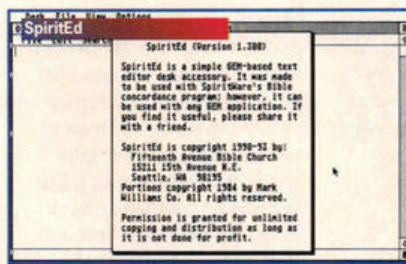 Desk File View Options
SpiritEd
File Edit Search
SpiritEd (Version 1.300)
SpiritEd is a simple GEM-based text
editor desk accessory. It was made
to be used with SpiritWare's Bible
concordance program; however, it can
be used with any GEM application. If
you find it useful, please share it
with a friend.
SpiritEd is copyright 1990-92 by:
Fifteenth Avenue Bible Church
15211 15th Avenue N.E.
Seattle, WA 98155
Portions copyright 1984 by Mark
Williams Co. All rights reserved.
Permission is granted for unlimited
copying and distribution as long as
it is not done for profit.